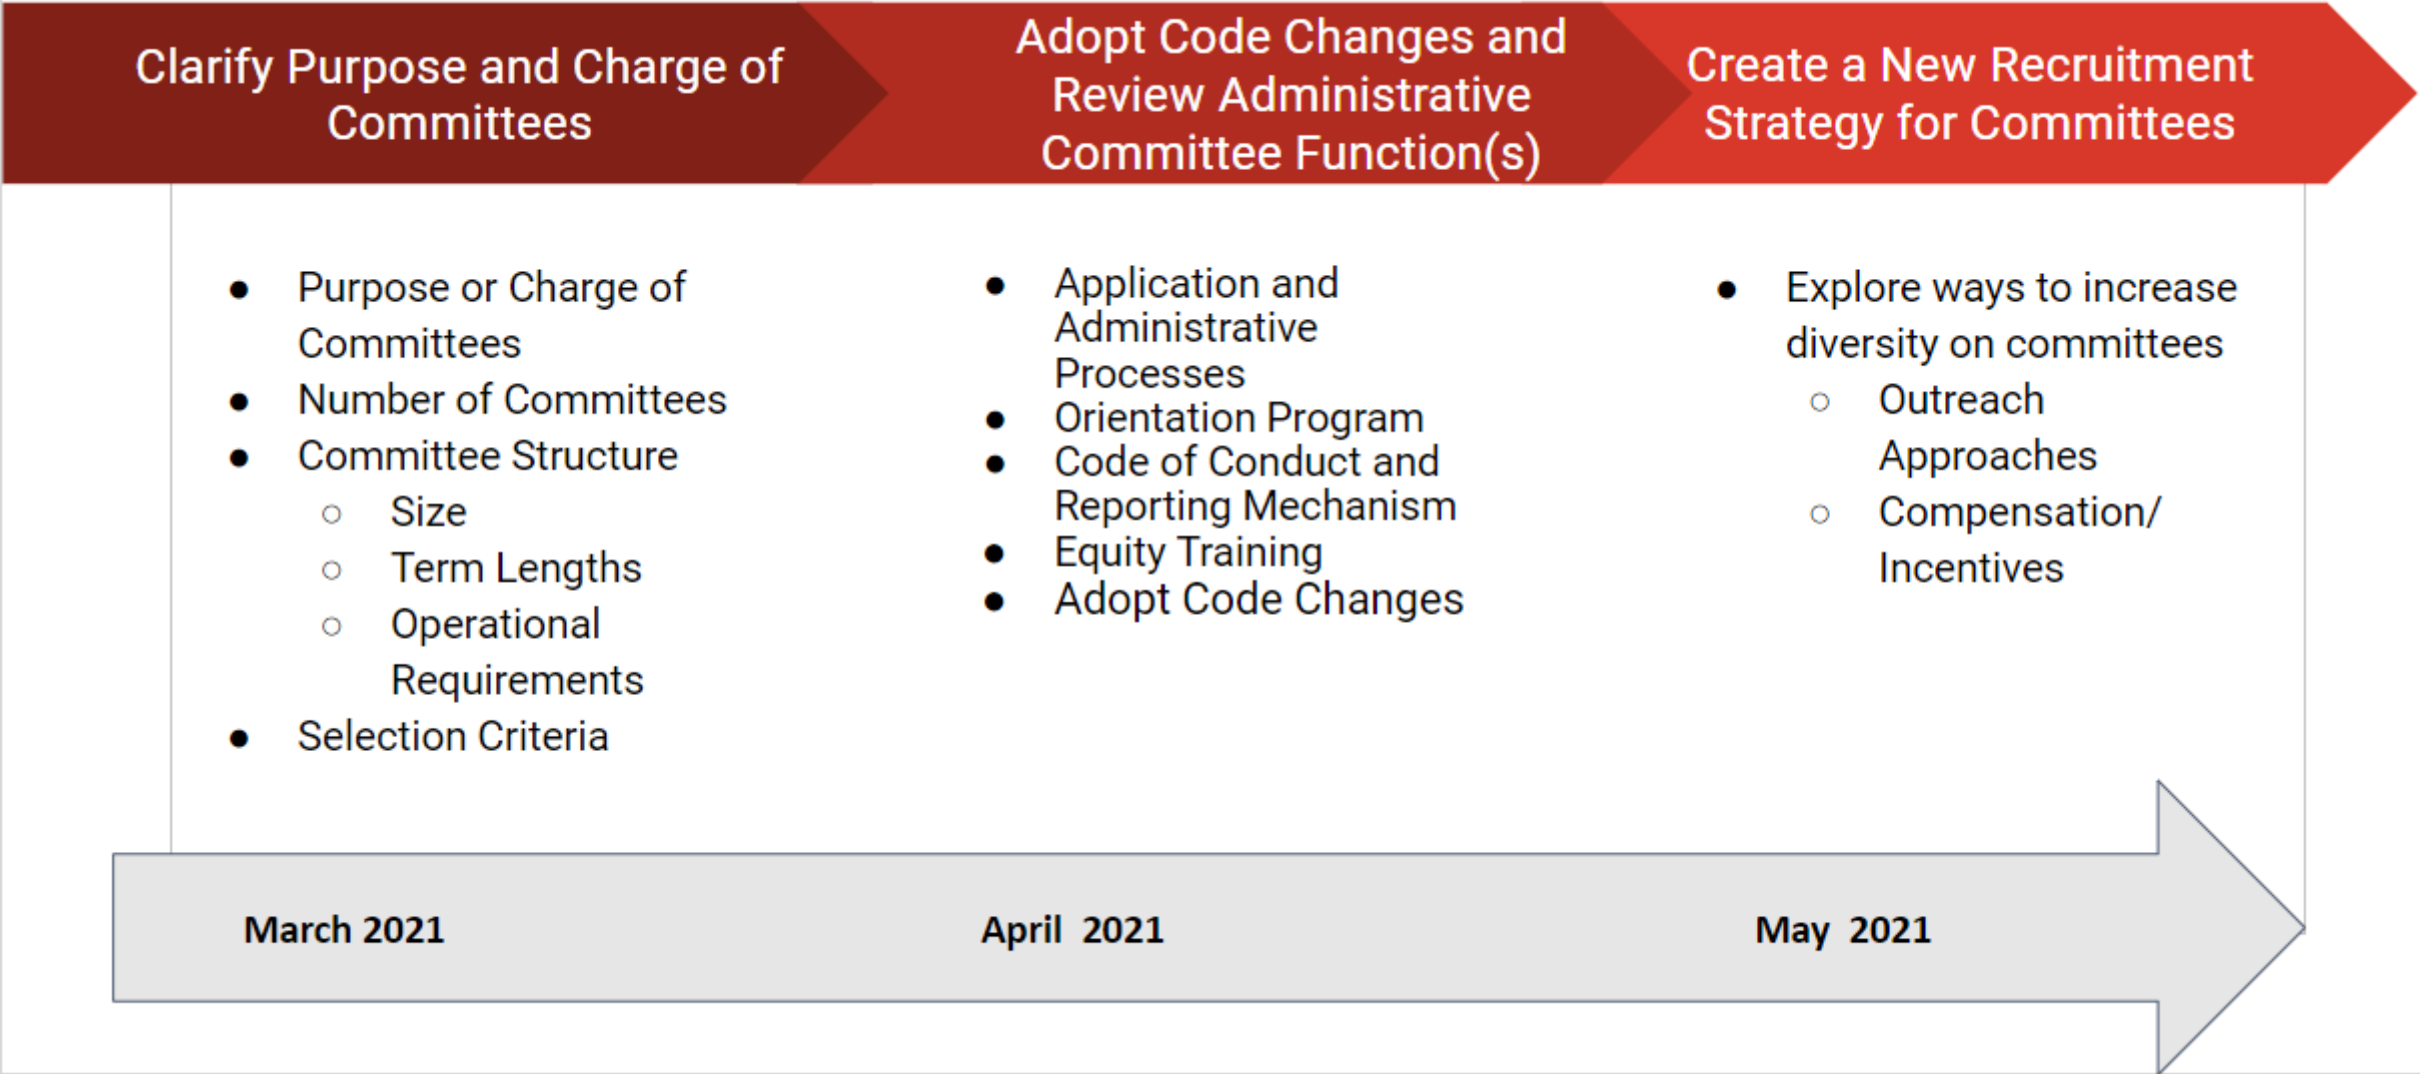 Clarify Purpose and Charge of
Committees
Adopt Code Changes and
Review Administrative
Committee Function(s)
Create a New Recruitment
Strategy for Committees
● Purpose or Charge of
Committees
● Number of Committees
● Committee Structure
○ Size
○ Term Lengths
○ Operational
Requirements
● Selection Criteria
● Application and
Administrative
Processes
● Orientation Program
● Code of Conduct and
Reporting Mechanism
● Equity Training
● Adopt Code Changes
● Explore ways to increase
diversity on committees
○ Outreach
Approaches
○ Compensation/
Incentives
March 2021
April 2021
May 2021